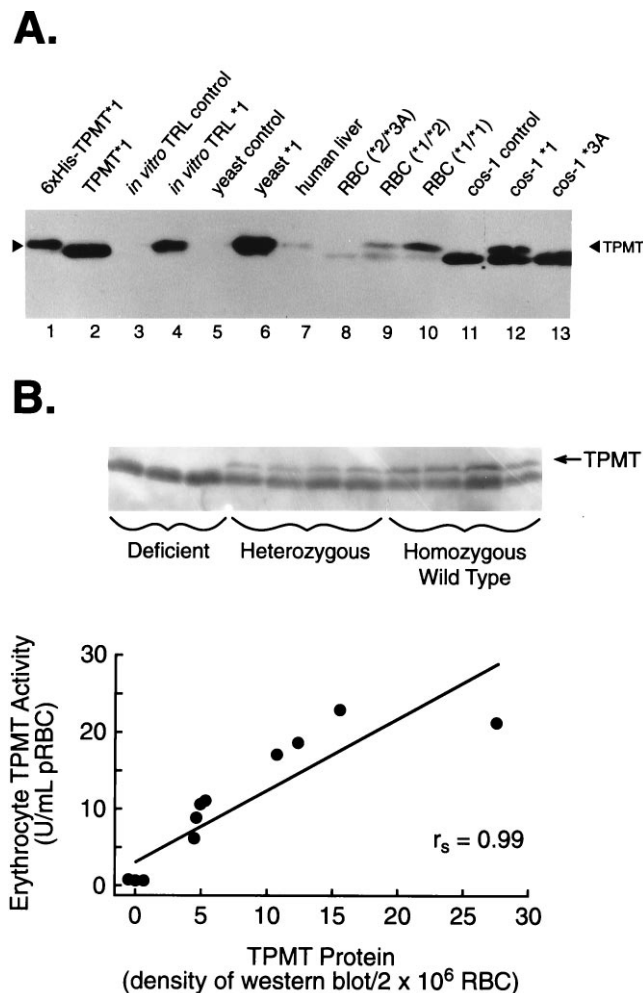 A.
6xHis-TPMT*1
TPMT*1
in vitro TRL control
in vitro TRL *1
yeast control
yeast *1
human liver
RBC (*2/*3A)
RBC (*1/*2)
RBC (*1/*1)
cos-1 control
cos-1 *1
cos-1 *3A
TPMT
1 2 3 4 5 6 7 8 9 10 11 12 13
B.
TPMT
Deficient Heterozygous Homozygous
Wild Type
Erythrocyte TPMT Activity
(U/mL pRBC)
30
20
10
0
r_s = 0.99
0 5 10 15 20 25 30
TPMT Protein
(density of western blot/2 x 10⁶ RBC)